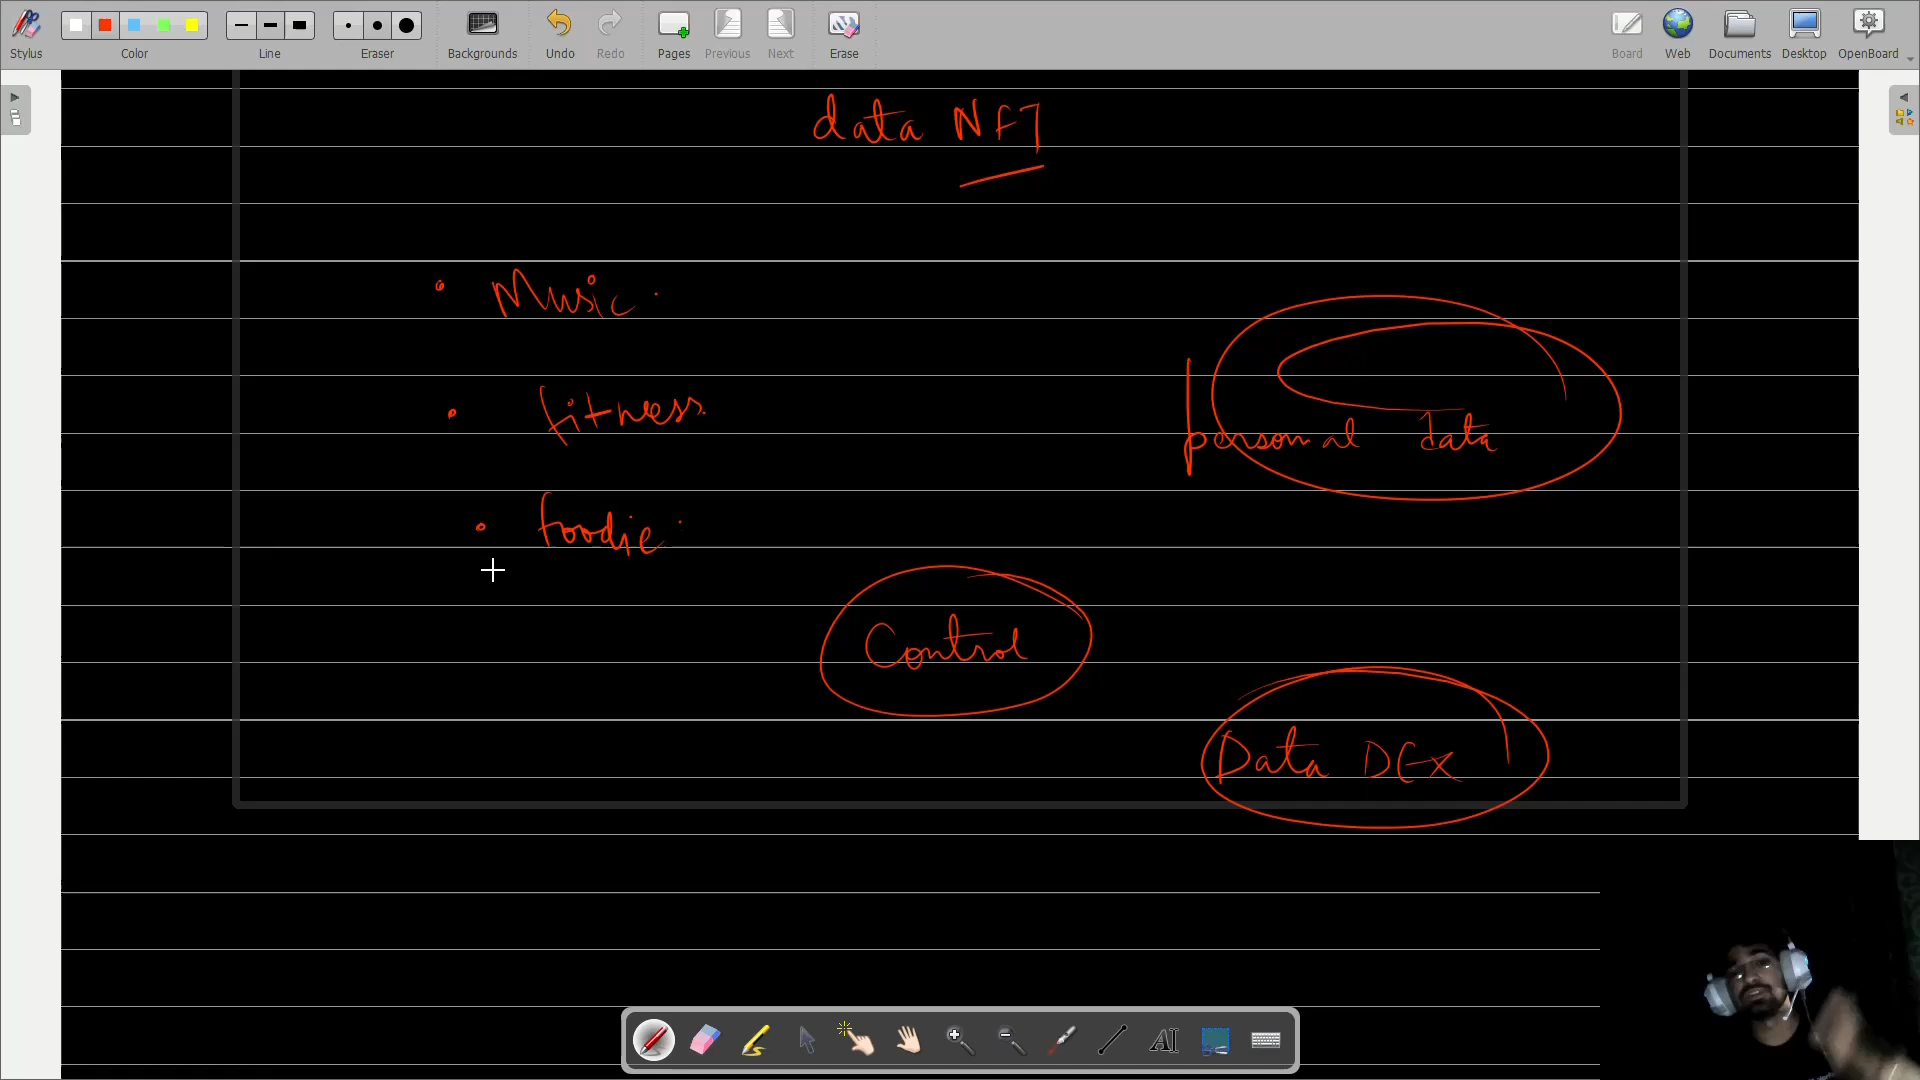 Stylus Color Line Eraser Backgrounds Undo Redo Pages Previous Next Erase Board Web Documents Desktop OpenBoard
data NFT
Music
fitness
personal data
foodie
Control
Data DEX
AI